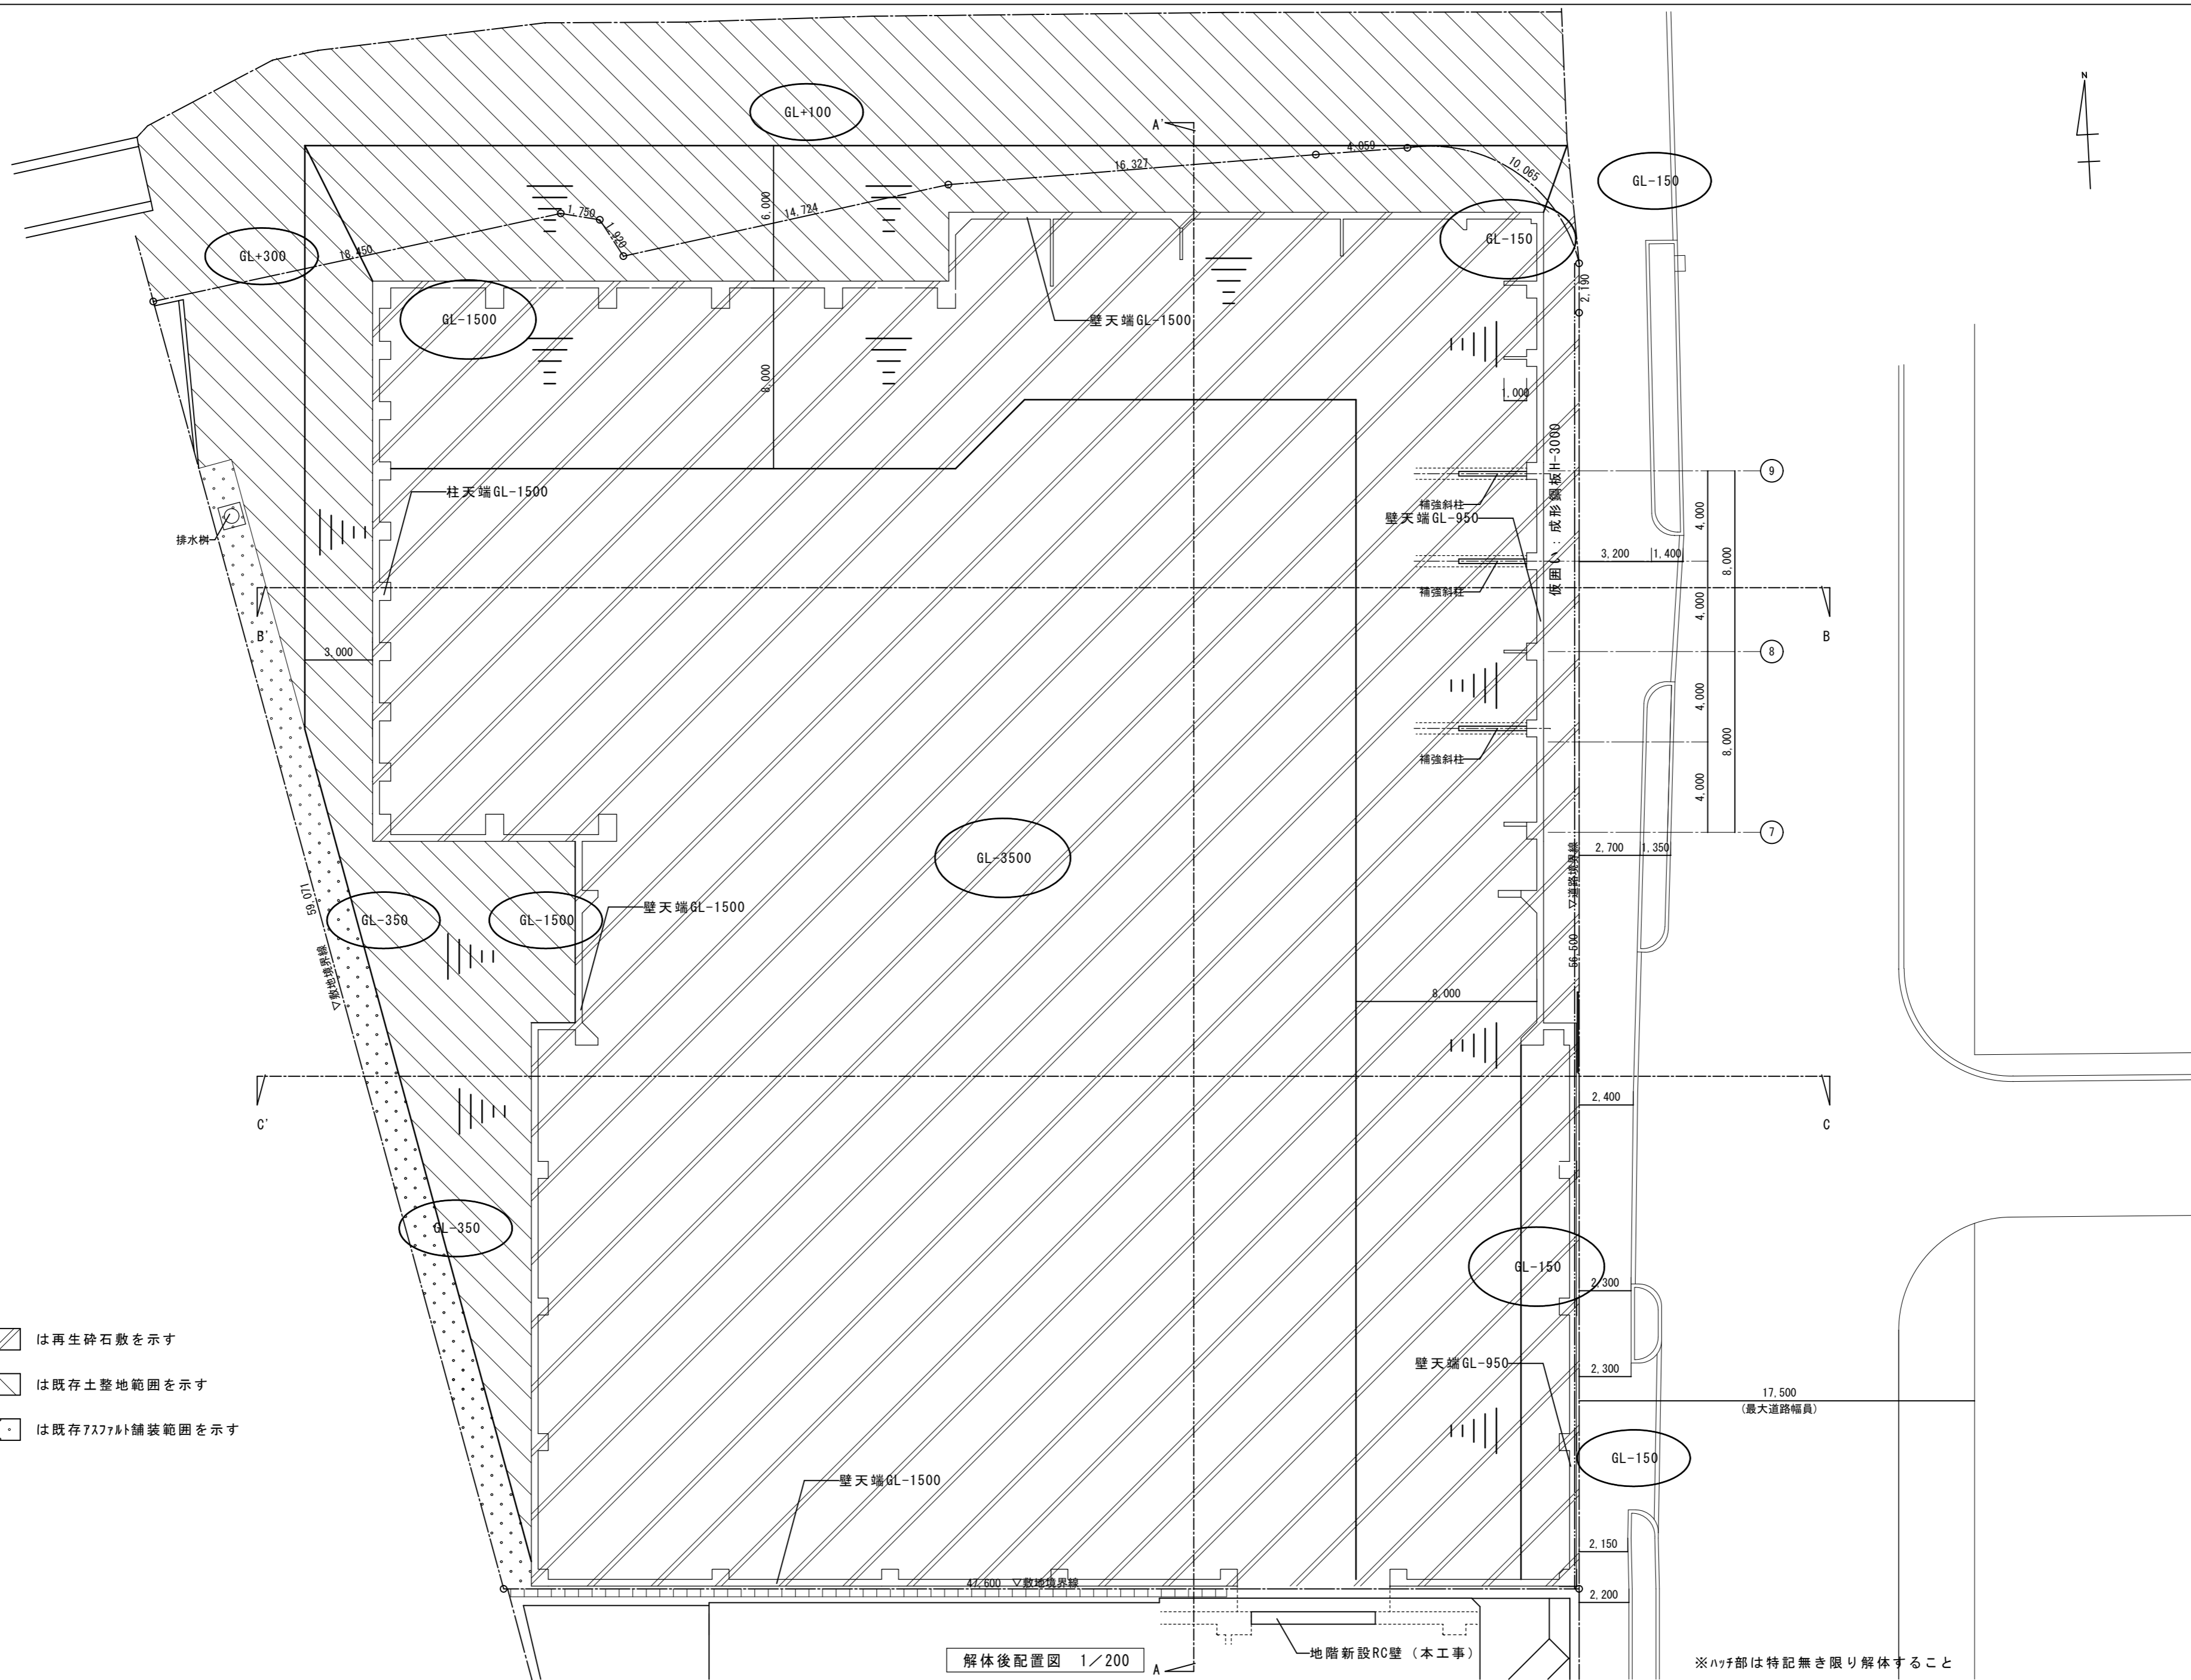 N
GL+100
A'
GL-150
4,059
16,327
10,065
6,000
1,750
14,724
1,920
GL-150
GL+300
18,450
2,190
GL-1500
壁天端GL-1500
8,000
1,000
仮囲い:成形鋼板H-3000
9
柱天端GL-1500
補強斜柱
壁天端GL-950
4,000
排水桝
3,200
1,400
8,000
補強斜柱
4,000
B'
B
3,000
8
4,000
8,000
補強斜柱
4,000
7
2,700
1,350
▽道路境界線
56,500
GL-3500
59,071
▽敷地境界線
GL-350
GL-1500
壁天端GL-1500
8,000
2,400
C'
C
GL-350
GL-150
2,300
は再生砕石敷を示す
壁天端GL-950
2,300
は既存土整地範囲を示す
17,500
(最大道路幅員)
は既存アスファルト舗装範囲を示す
GL-150
壁天端GL-1500
2,150
47,600 ▽敷地境界線
2,200
地階新設RC壁(本工事)
解体後配置図 1/200
A
※ハッチ部は特記無き限り解体すること